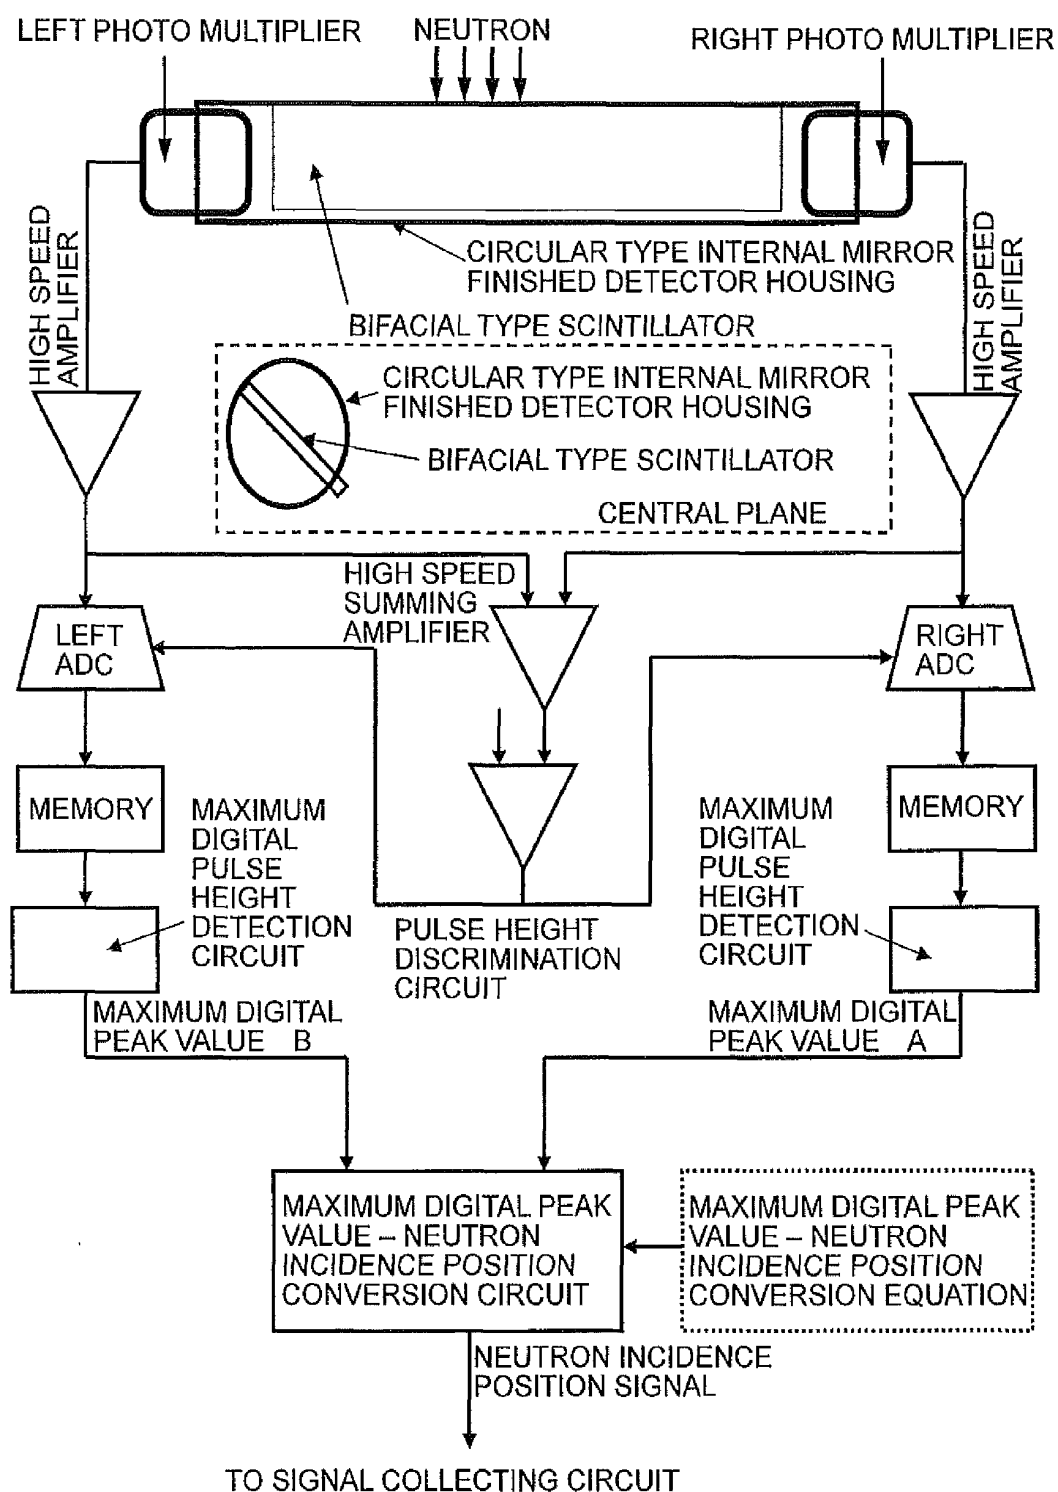 LEFT PHOTO MULTIPLIER
NEUTRON
RIGHT PHOTO MULTIPLIER
HIGH SPEED
AMPLIFIER
CIRCULAR TYPE INTERNAL MIRROR
FINISHED DETECTOR HOUSING
HIGH SPEED
AMPLIFIER
BIFACIAL TYPE SCINTILLATOR
CIRCULAR TYPE INTERNAL MIRROR
FINISHED DETECTOR HOUSING
BIFACIAL TYPE SCINTILLATOR
CENTRAL PLANE
HIGH SPEED
SUMMING
AMPLIFIER
LEFT
ADC
RIGHT
ADC
MEMORY
MAXIMUM
DIGITAL
PULSE
HEIGHT
DETECTION
CIRCUIT
MAXIMUM
DIGITAL
PULSE
HEIGHT
DETECTION
CIRCUIT
MEMORY
PULSE HEIGHT
DISCRIMINATION
CIRCUIT
MAXIMUM DIGITAL
PEAK VALUE B
MAXIMUM DIGITAL
PEAK VALUE A
MAXIMUM DIGITAL PEAK
VALUE – NEUTRON
INCIDENCE POSITION
CONVERSION CIRCUIT
MAXIMUM DIGITAL PEAK
VALUE – NEUTRON
INCIDENCE POSITION
CONVERSION EQUATION
NEUTRON INCIDENCE
POSITION SIGNAL
TO SIGNAL COLLECTING CIRCUIT